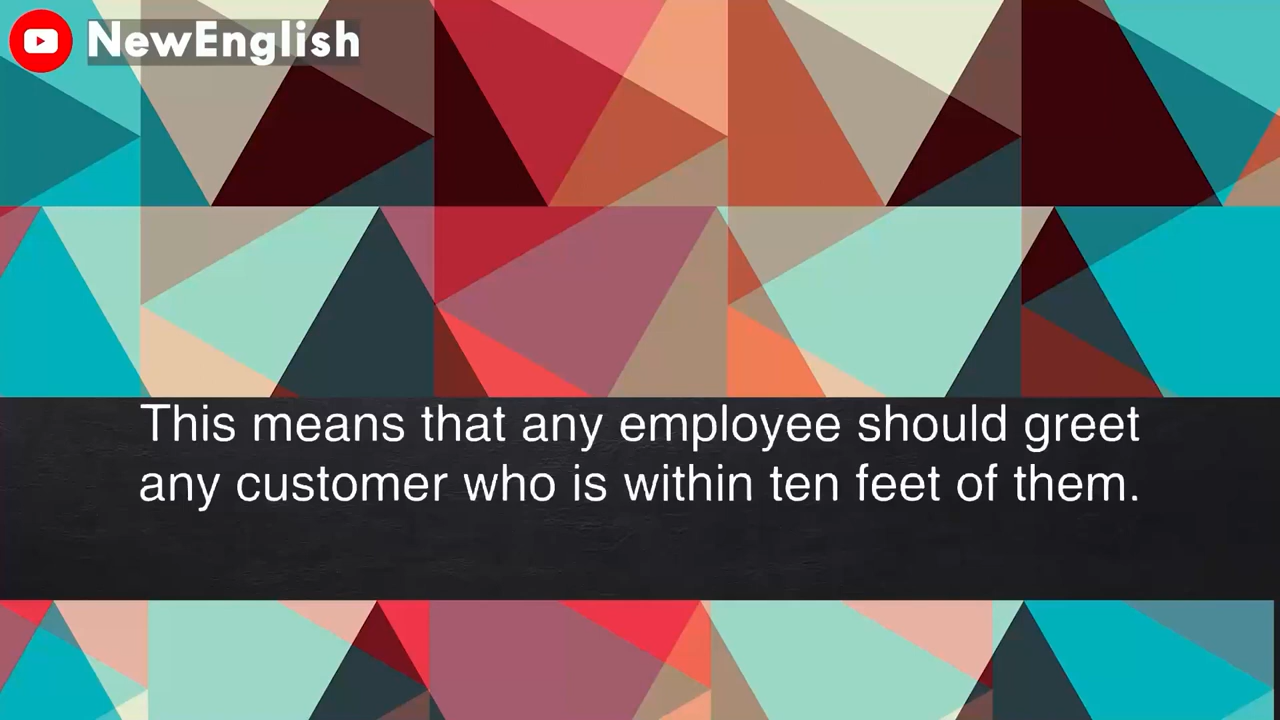 NewEnglish
This means that any employee should greet
any customer who is within ten feet of them.